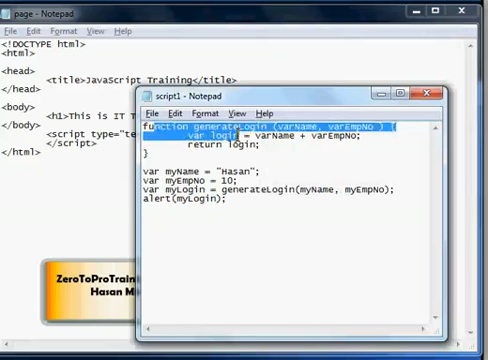 page - Notepad
File Edit Format View Help
<!DOCTYPE html>
<html>
<head>
<title>JavaScript Training</title>
</head>
<body>
<h1>This is IT T
</body>
<script type="te
</script>
</html>
script1 - Notepad
File Edit Format View Help
function generateLogin (varName, varEmpNo ) {
var login = varName + varEmpNo;
return login;
}
var myName = "Hasan";
var myEmpNo = 10;
var myLogin = generateLogin(myName, myEmpNo);
alert(myLogin);
ZeroToProTrain
Hasan M